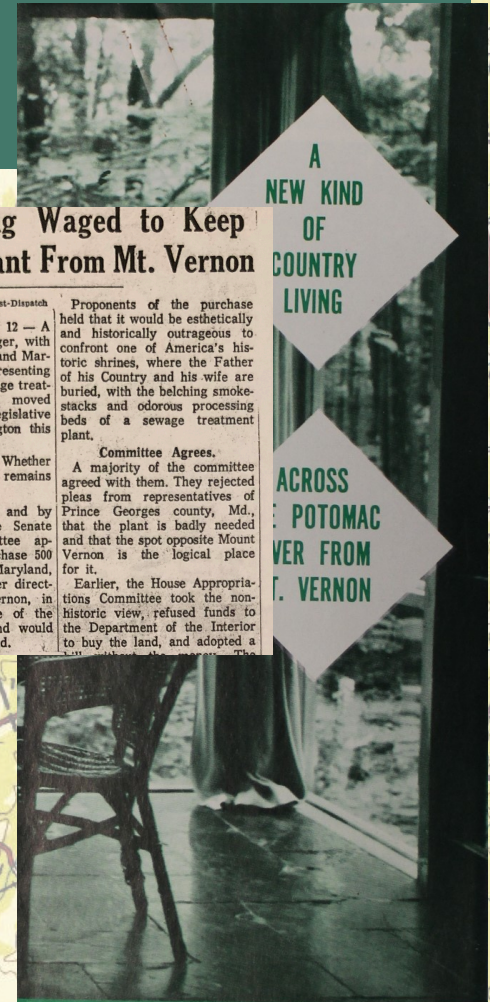 A
NEW KIND
OF
COUNTRY
LIVING
ACROSS
POTOMAC
FROM
VERNON
Waged to Keep
From Mt. Vernon
st-Dispatch
12 — A
ger, with
and Mar-
resenting
ge treat-
moved
egislative
gton this
Whether
remains
and by
Senate
ttee ap-
chase 500
Maryland,
er direct-
ernon, in
e of the
nd would
d.
Proponents of the purchase
held that it would be esthetically
and historically outrageous to
confront one of America's his-
toric shrines, where the Father
of his Country and his wife are
buried, with the belching smoke-
stacks and odorous processing
beds of a sewage treatment
plant.
Committee Agrees.
A majority of the committee
agreed with them. They rejected
pleas from representatives of
Prince Georges county, Md.,
that the plant is badly needed
and that the spot opposite Mount
Vernon is the logical place
for it.
Earlier, the House Appropria-
tions Committee took the non-
historic view, refused funds to
the Department of the Interior
to buy the land, and adopted a
bill without the money. The